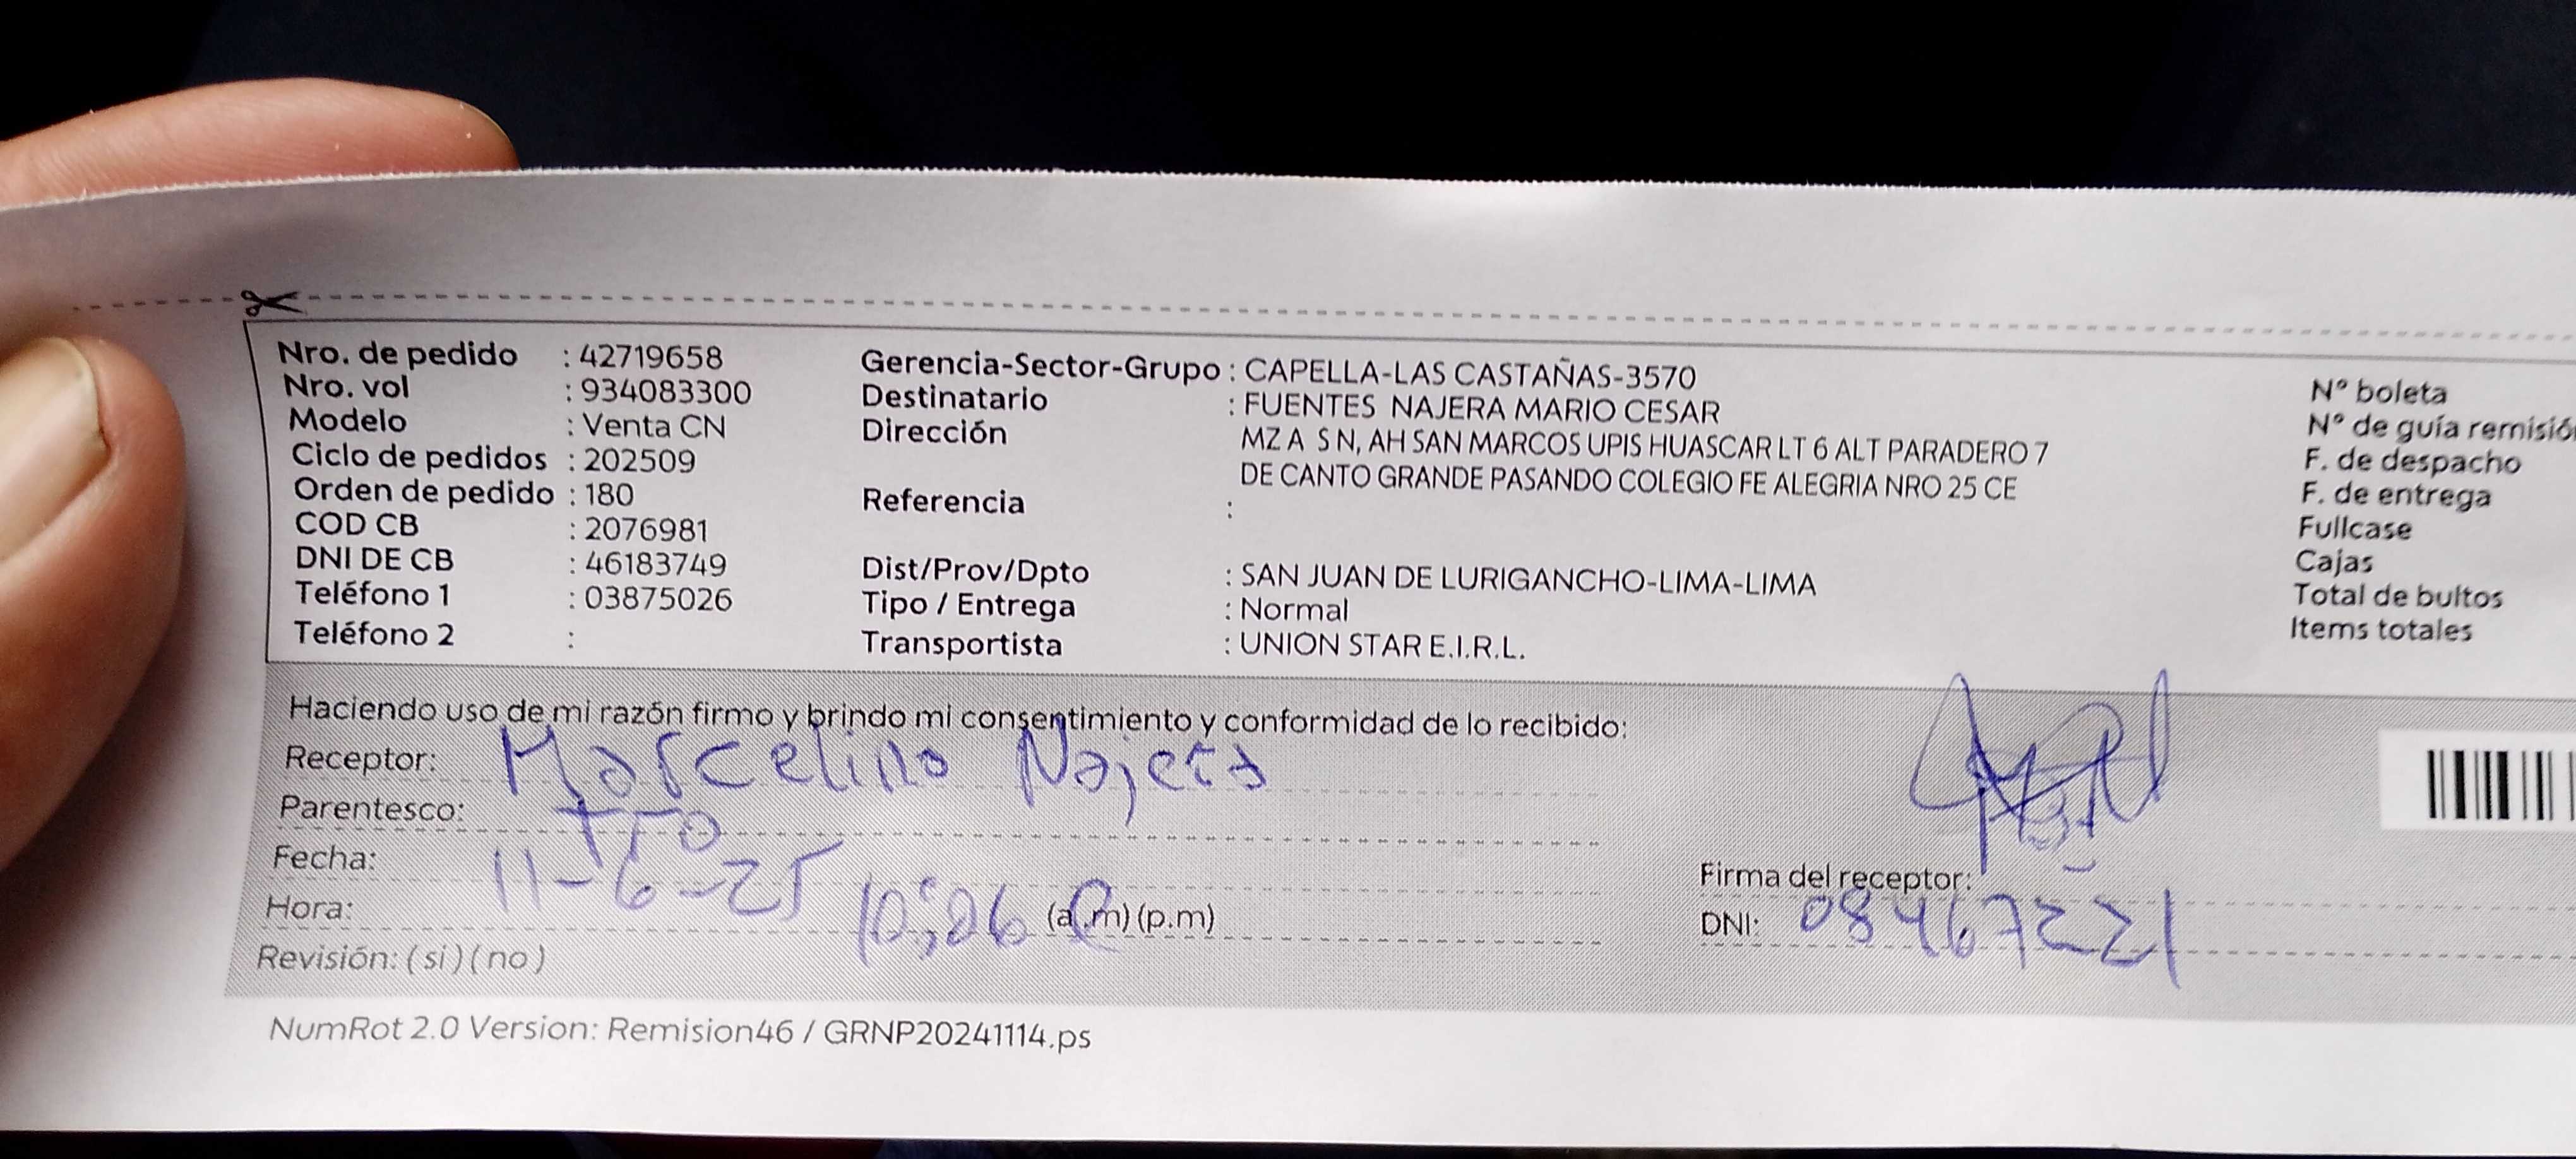 Nro. de pedido : 42719658
Nro. vol : 934083300
Modelo : Venta CN
Ciclo de pedidos : 202509
Orden de pedido : 180
COD CB : 2076981
DNI DE CB : 46183749
Teléfono 1 : 03875026
Teléfono 2 :
Gerencia-Sector-Grupo : CAPELLA-LAS CASTAÑAS-3570
Destinatario : FUENTES NAJERA MARIO CESAR
Dirección MZ A S N, AH SAN MARCOS UPIS HUASCAR LT 6 ALT PARADERO 7
DE CANTO GRANDE PASANDO COLEGIO FE ALEGRIA NRO 25 CE
Referencia :
Dist/Prov/Dpto : SAN JUAN DE LURIGANCHO-LIMA-LIMA
Tipo / Entrega : Normal
Transportista : UNION STAR E.I.R.L.
N° boleta
N° de guía remisió
F. de despacho
F. de entrega
Fullcase
Cajas
Total de bultos
Items totales
Haciendo uso de mi razón firmo y brindo mi consentimiento y conformidad de lo recibido:
Receptor: Marcelino Najera
Parentesco: TIO
Fecha: 11-6-25
Hora: 10:06 (a.m) (p.m)
Revisión: ( si ) ( no )
Firma del receptor:
DNI: 08467221
NumRot 2.0 Version: Remision46 / GRNP20241114.ps